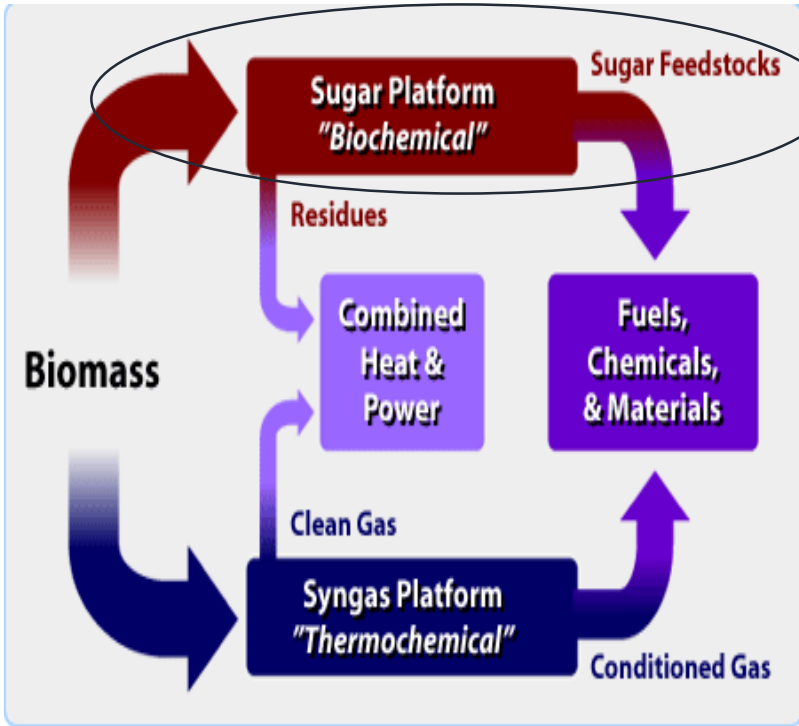 Sugar Feedstocks
Sugar Platform
"Biochemical"
Residues
Combined
Heat &
Power
Fuels,
Chemicals,
& Materials
Biomass
Clean Gas
Syngas Platform
"Thermochemical"
Conditioned Gas